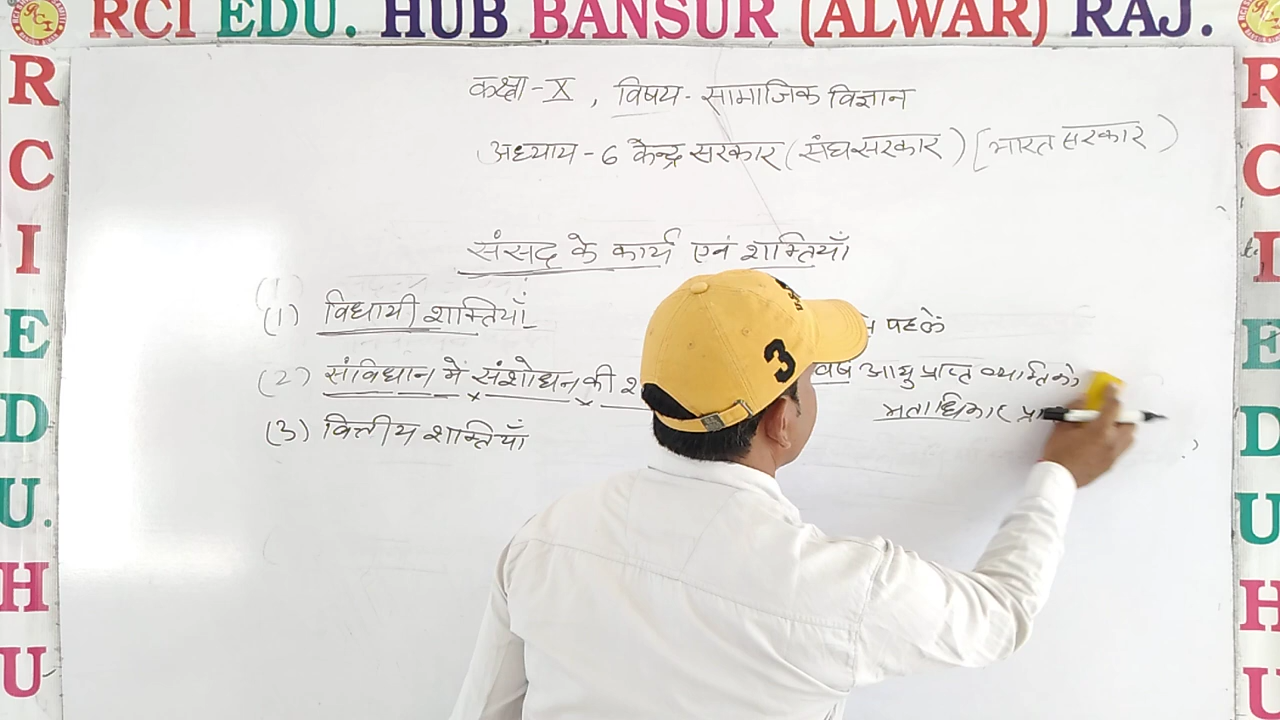 RCI EDU. HUB BANSUR (ALWAR) RAJ.
R C I E D U. H U
कक्षा-X, विषय- सामाजिक विज्ञान
अध्याय-6 केन्द्र सरकार (संघ सरकार) [भारत सरकार)
संसद के कार्य एवं शक्तियाँ
(1) विधायी शक्तियाँ
पहले
(2) संविधान में संशोधन की
वर्ष आयु प्राप्त व्यक्ति को
मताधिकार
(3) वित्तीय शक्तियाँ
3
R C I E D U H U